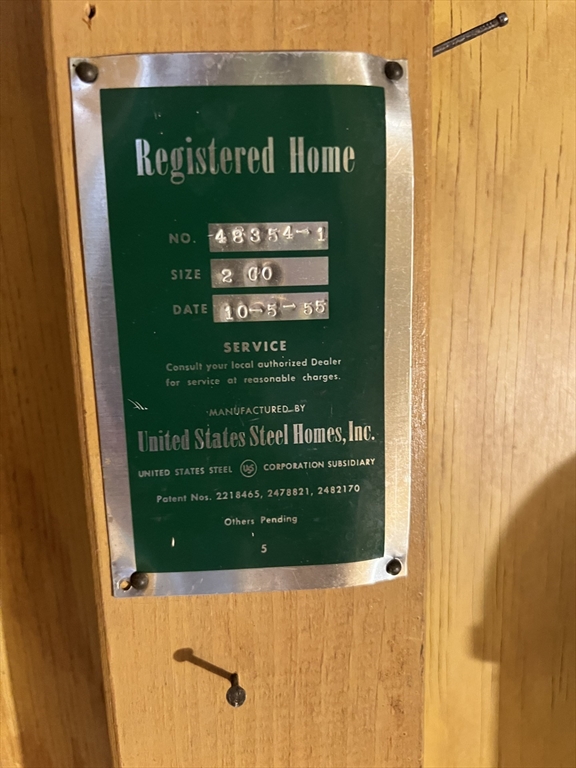 Registered Home
NO. 48354-1
SIZE 2 00
DATE 10-5-55
SERVICE
Consult your local authorized Dealer
for service at reasonable charges.
MANUFACTURED BY
United States Steel Homes, Inc.
UNITED STATES STEEL USS CORPORATION SUBSIDIARY
Patent Nos. 2218465, 2478821, 2482170
Others Pending
5